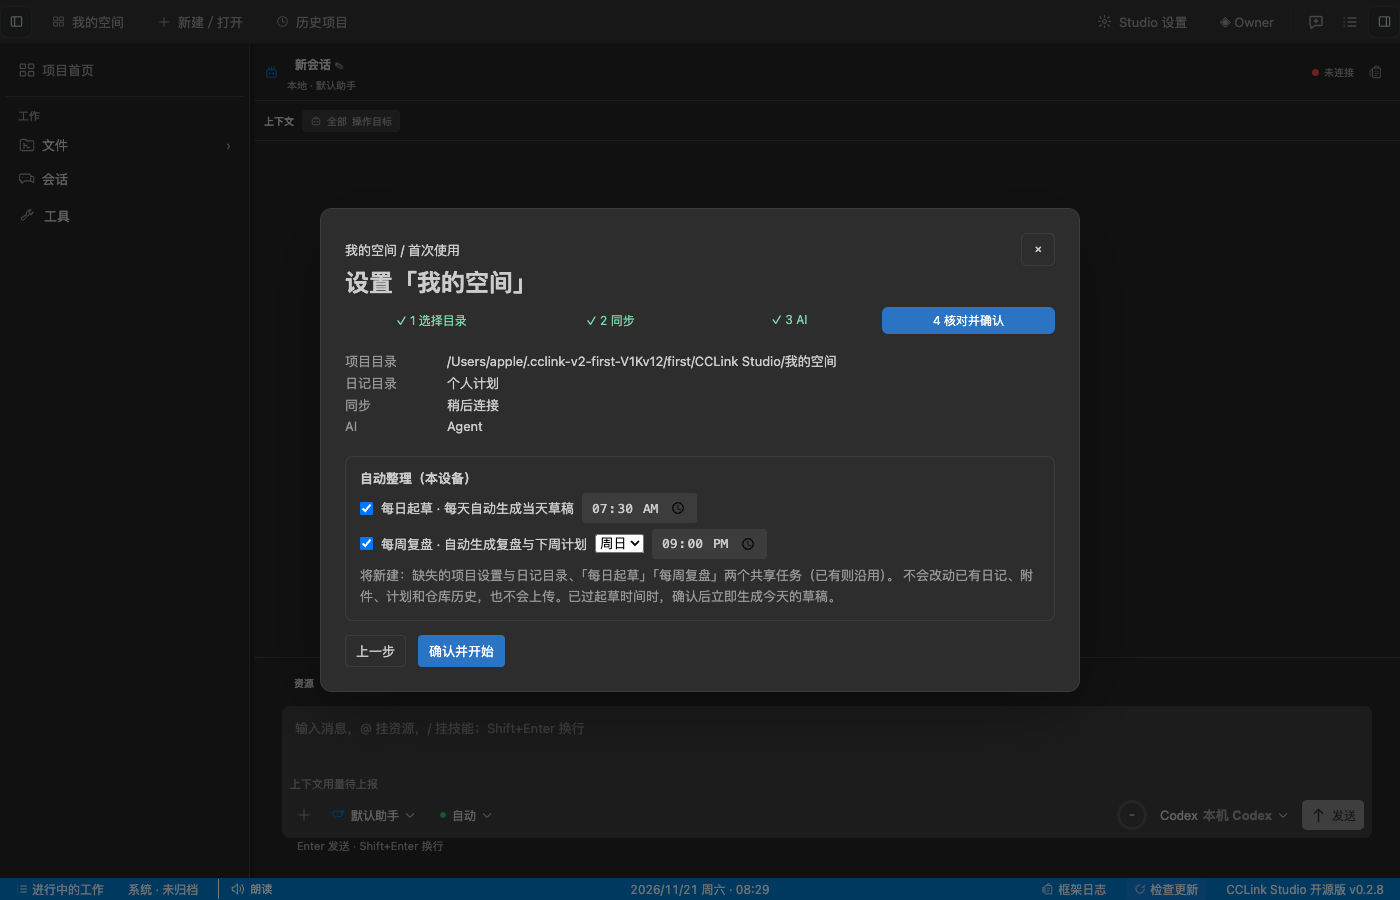 我的空间
新建 / 打开
历史项目
Studio 设置
Owner
项目首页
工作
文件
会话
工具
新会话
本地 · 默认助手
未连接
上下文
全部 操作目标
我的空间 / 首次使用
×
设置「我的空间」
✓ 1 选择目录
✓ 2 同步
✓ 3 AI
4 核对并确认
项目目录 /Users/apple/.cclink-v2-first-V1Kv12/first/CCLink Studio/我的空间
日记目录 个人计划
同步 稍后连接
AI Agent
自动整理（本设备）
每日起草 · 每天自动生成当天草稿 07:30 AM
每周复盘 · 自动生成复盘与下周计划 周日 09:00 PM
将新建：缺失的项目设置与日记目录、「每日起草」「每周复盘」两个共享任务（已有则沿用）。 不会改动已有日记、附
件、计划和仓库历史，也不会上传。已过起草时间时，确认后立即生成今天的草稿。
上一步 确认并开始
资源
输入消息，@ 挂资源，/ 挂技能；Shift+Enter 换行
上下文用量待上报
默认助手
自动
-
Codex 本机 Codex
发送
Enter 发送 · Shift+Enter 换行
进行中的工作
系统 · 未归档
朗读
2026/11/21 周六 · 08:29
框架日志
检查更新
CCLink Studio 开源版 v0.2.8